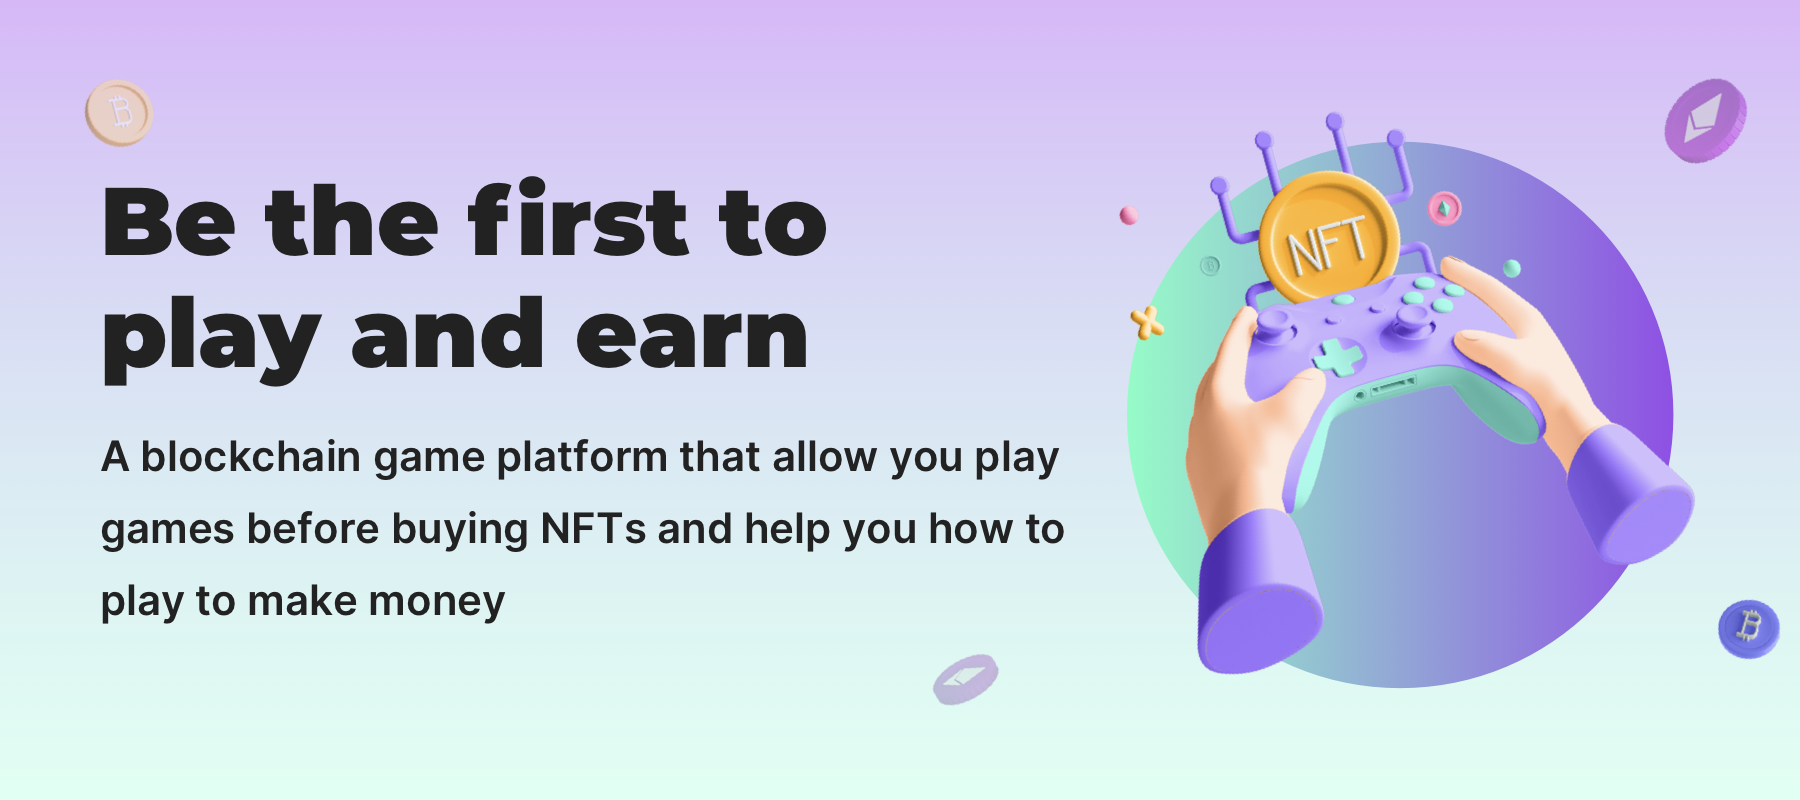 Be the first to
play and earn
A blockchain game platform that allow you play
games before buying NFTs and help you how to
play to make money
NFT